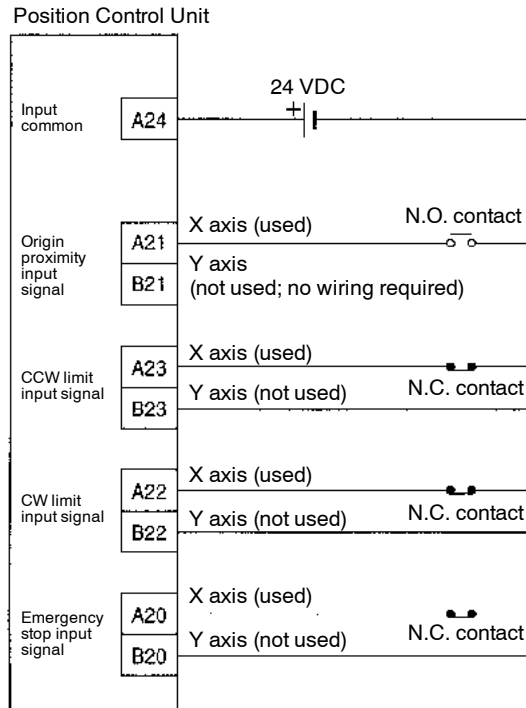 Position Control Unit
24 VDC
+
Input
common
A24
Origin
proximity
input
signal
A21
X axis (used)
N.O. contact
B21
Y axis
(not used; no wiring required)
CCW limit
input signal
A23
X axis (used)
B23
Y axis (not used)
N.C. contact
CW limit
input signal
A22
X axis (used)
B22
Y axis (not used)
N.C. contact
Emergency
stop input
signal
A20
X axis (used)
B20
Y axis (not used)
N.C. contact